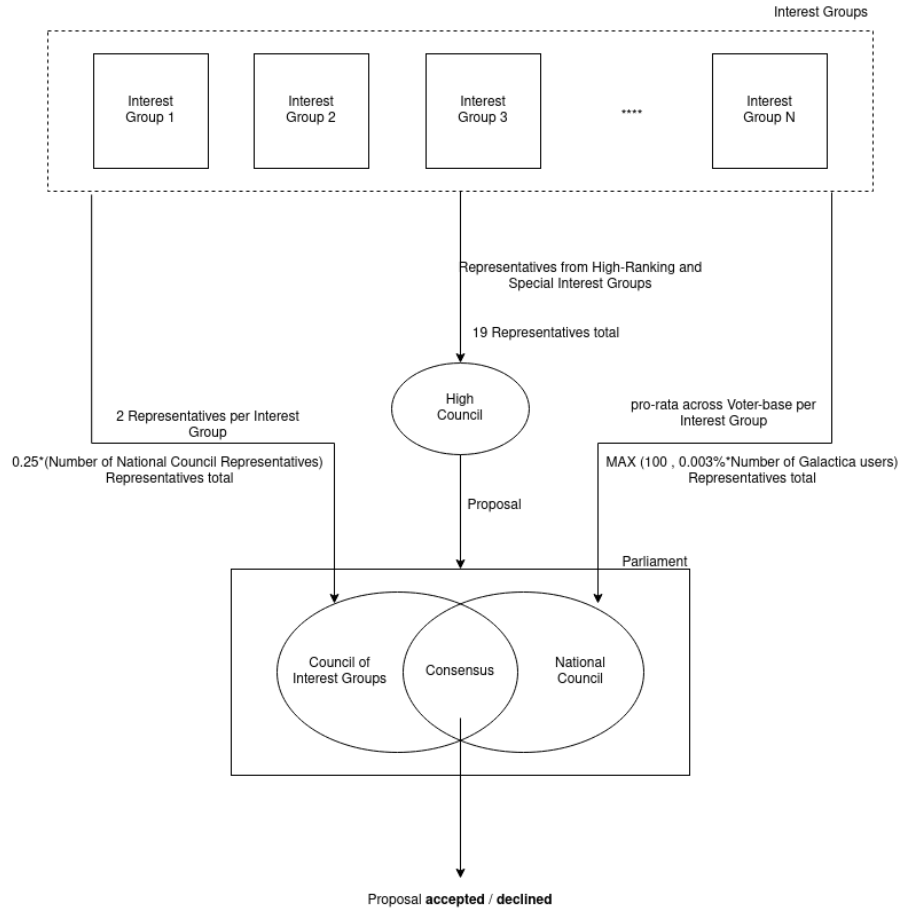 Interest Groups
Interest
Group 1
Interest
Group 2
Interest
Group 3
****
Interest
Group N
Representatives from High-Ranking and
Special Interest Groups
19 Representatives total
High
Council
2 Representatives per Interest
Group
0.25*(Number of National Council Representatives)
Representatives total
pro-rata across Voter-base per
Interest Group
MAX (100 , 0.003%*Number of Galactica users)
Representatives total
Proposal
Parliament
Council of
Interest Groups
Consensus
National
Council
Proposal accepted / declined